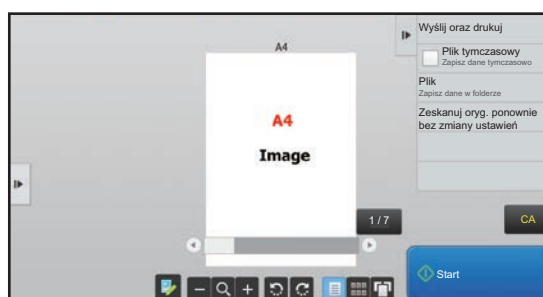 A4
A4
Image
1 / 7
Wyślij oraz drukuj
Plik tymczasowy
Zapisz dane tymczasowo
Plik
Zapisz dane w folderze
Zeskanuj oryg. ponownie
bez zmiany ustawień
CA
Start